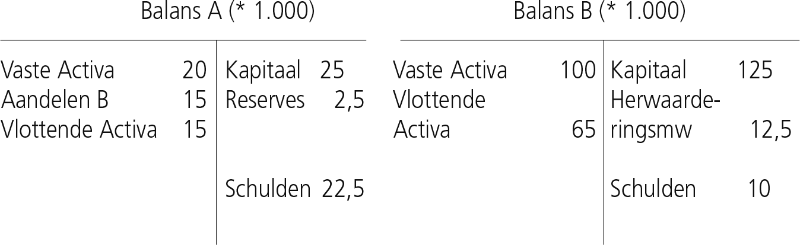 Balans A (* 1.000)
Vaste Activa 20 Kapitaal 25
Aandelen B 15 Reserves 2,5
Vlottende Activa 15
Schulden 22,5
Balans B (* 1.000)
Vaste Activa 100 Kapitaal 125
Vlottende Herwaarde-
Activa 65 ringsmw 12,5
Schulden 10